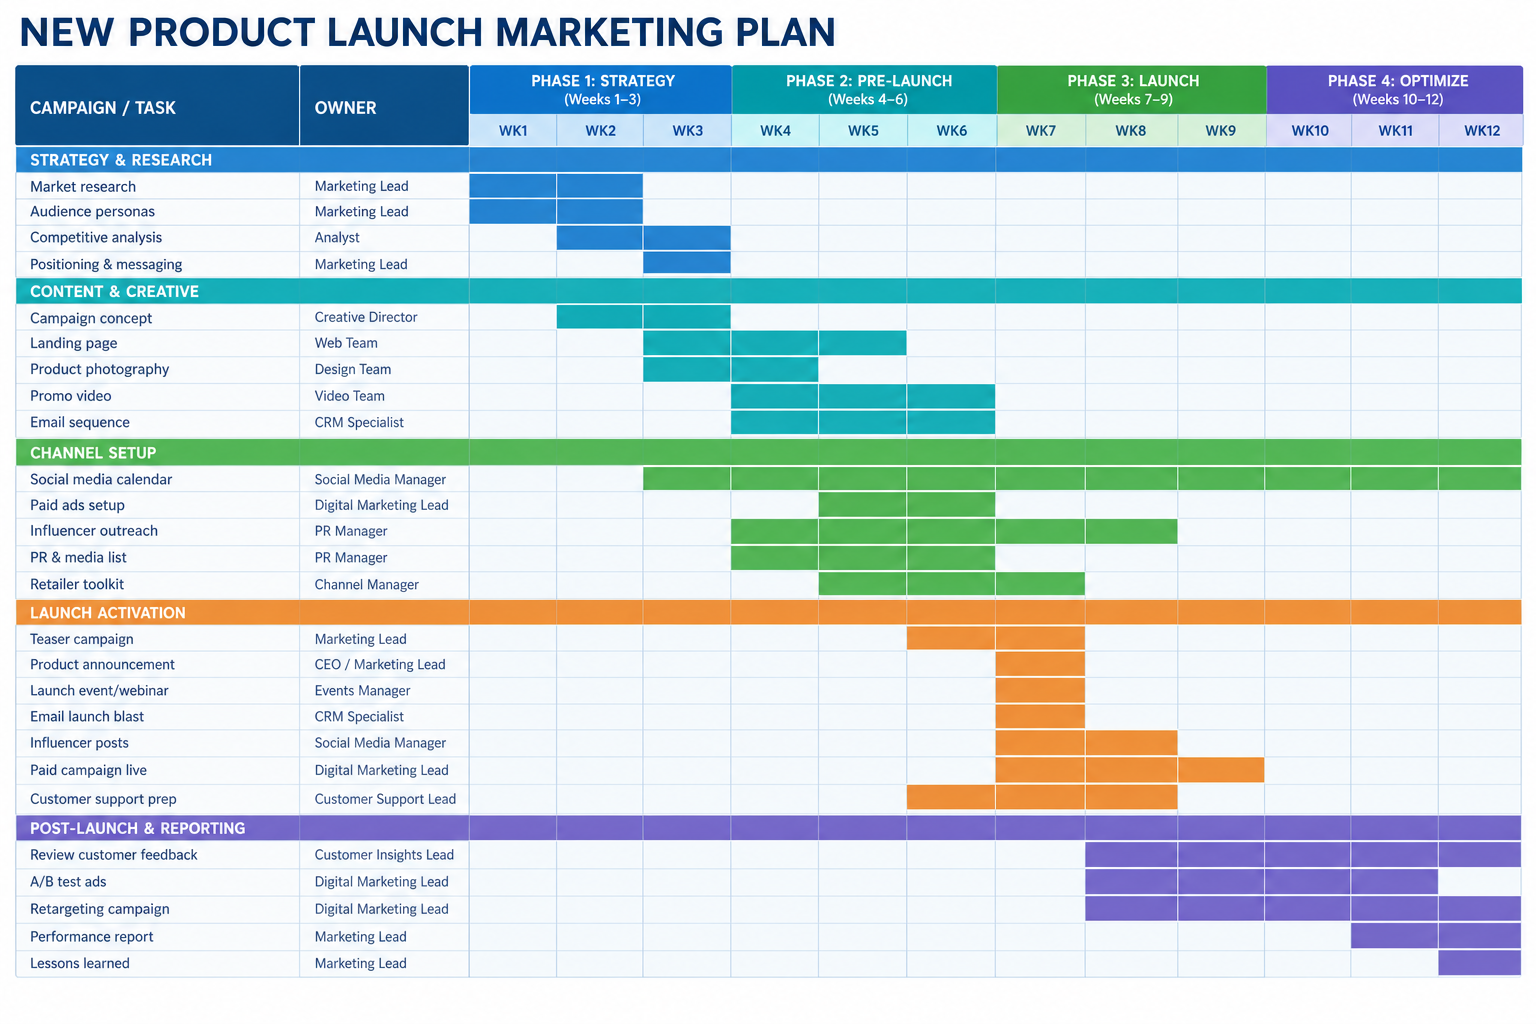 NEW PRODUCT LAUNCH MARKETING PLAN
CAMPAIGN / TASK
OWNER
PHASE 1: STRATEGY
(Weeks 1–3)
PHASE 2: PRE-LAUNCH
(Weeks 4–6)
PHASE 3: LAUNCH
(Weeks 7–9)
PHASE 4: OPTIMIZE
(Weeks 10–12)
WK1 WK2 WK3 WK4 WK5 WK6 WK7 WK8 WK9 WK10 WK11 WK12
STRATEGY & RESEARCH
Market research Marketing Lead
Audience personas Marketing Lead
Competitive analysis Analyst
Positioning & messaging Marketing Lead
CONTENT & CREATIVE
Campaign concept Creative Director
Landing page Web Team
Product photography Design Team
Promo video Video Team
Email sequence CRM Specialist
CHANNEL SETUP
Social media calendar Social Media Manager
Paid ads setup Digital Marketing Lead
Influencer outreach PR Manager
PR & media list PR Manager
Retailer toolkit Channel Manager
LAUNCH ACTIVATION
Teaser campaign Marketing Lead
Product announcement CEO / Marketing Lead
Launch event/webinar Events Manager
Email launch blast CRM Specialist
Influencer posts Social Media Manager
Paid campaign live Digital Marketing Lead
Customer support prep Customer Support Lead
POST-LAUNCH & REPORTING
Review customer feedback Customer Insights Lead
A/B test ads Digital Marketing Lead
Retargeting campaign Digital Marketing Lead
Performance report Marketing Lead
Lessons learned Marketing Lead